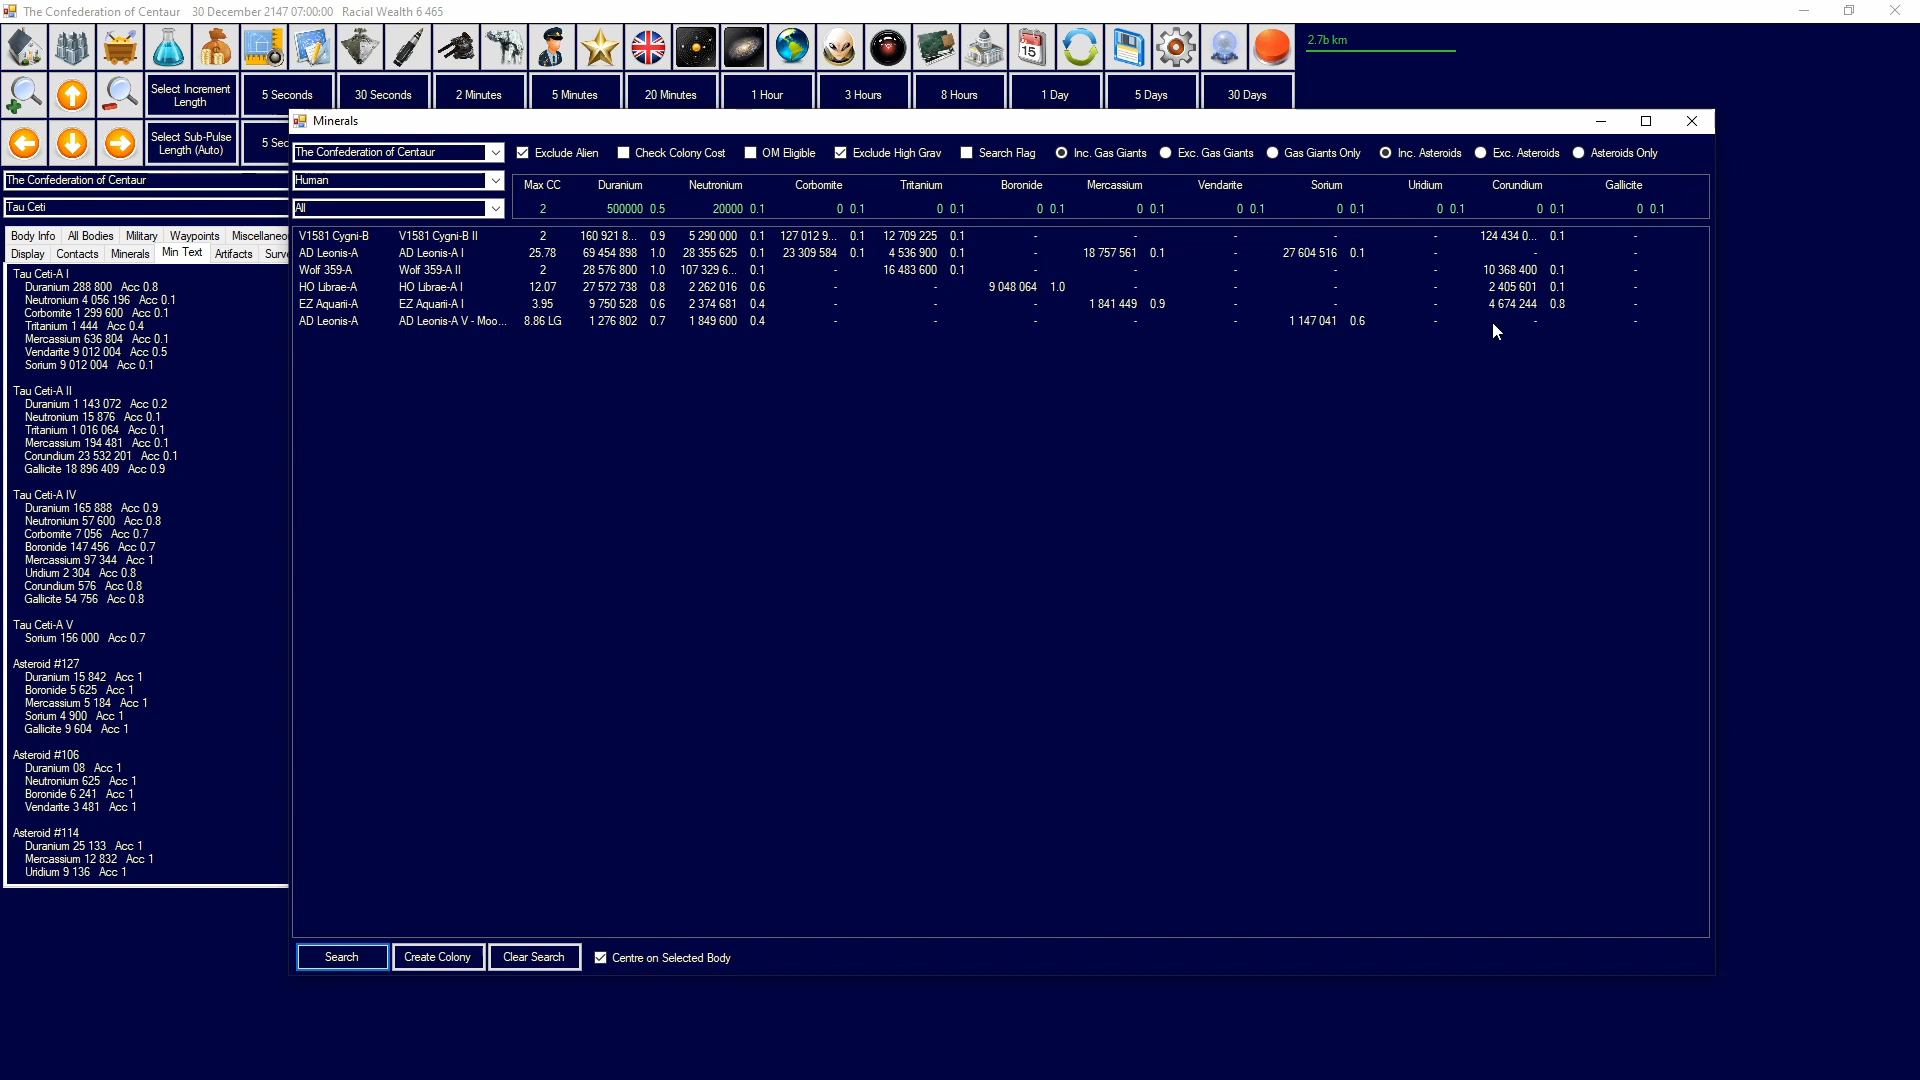 The Confederation of Centaur 30 December 2147 07:00:00 Racial Wealth 6 465
2.7b km
Select Increment Length 5 Seconds 30 Seconds 2 Minutes 5 Minutes 20 Minutes 1 Hour 3 Hours 8 Hours 1 Day 5 Days 30 Days
Select Sub-Pulse Length (Auto) 5 Sec
The Confederation of Centaur
Tau Ceti
Body Info All Bodies Military Waypoints Miscellaneo
Display Contacts Minerals Min Text Artifacts Surv
Tau Ceti-A I
Duranium 288 800 Acc 0.8
Neutronium 4 056 196 Acc 0.1
Corbomite 1 299 600 Acc 0.1
Tritanium 1 444 Acc 0.4
Mercassium 636 804 Acc 0.1
Vendarite 9 012 004 Acc 0.5
Sorium 9 012 004 Acc 0.1
Tau Ceti-A II
Duranium 1 143 072 Acc 0.2
Neutronium 15 876 Acc 0.1
Tritanium 1 016 064 Acc 0.1
Mercassium 194 481 Acc 0.1
Corundium 23 532 201 Acc 0.1
Gallicite 18 896 409 Acc 0.9
Tau Ceti-A IV
Duranium 165 888 Acc 0.9
Neutronium 57 600 Acc 0.8
Corbomite 7 056 Acc 0.7
Boronide 147 456 Acc 0.7
Mercassium 97 344 Acc 1
Uridium 2 304 Acc 0.8
Corundium 576 Acc 0.8
Gallicite 54 756 Acc 0.8
Tau Ceti-A V
Sorium 156 000 Acc 0.7
Asteroid #127
Duranium 15 842 Acc 1
Boronide 5 625 Acc 1
Mercassium 5 184 Acc 1
Sorium 4 900 Acc 1
Gallicite 9 604 Acc 1
Asteroid #106
Duranium 08 Acc 1
Neutronium 625 Acc 1
Boronide 6 241 Acc 1
Vendarite 3 481 Acc 1
Asteroid #114
Duranium 25 133 Acc 1
Mercassium 12 832 Acc 1
Uridium 9 136 Acc 1
Minerals
The Confederation of Centaur Exclude Alien Check Colony Cost OM Eligible Exclude High Grav Search Flag Inc. Gas Giants Exc. Gas Giants Gas Giants Only Inc. Asteroids Exc. Asteroids Asteroids Only
Human Max CC Duranium Neutronium Corbomite Tritanium Boronide Mercassium Vendarite Sorium Uridium Corundium Gallicite
All 2 500000 0.5 20000 0.1 0 0.1 0 0.1 0 0.1 0 0.1 0 0.1 0 0.1 0 0.1 0 0.1 0 0.1
V1581 Cygni-B V1581 Cygni-B II 2 160 921 8... 0.9 5 290 000 0.1 127 012 9... 0.1 12 709 225 0.1 - - - - - 124 434 0... 0.1 -
AD Leonis-A AD Leonis-A I 25.78 69 454 898 1.0 28 355 625 0.1 23 309 584 0.1 4 536 900 0.1 - 18 757 561 0.1 - 27 604 516 0.1 - - -
Wolf 359-A Wolf 359-A II 2 28 576 800 1.0 107 329 6... 0.1 - 16 483 600 0.1 - - - - - 10 368 400 0.1 -
HO Librae-A HO Librae-A I 12.07 27 572 738 0.8 2 262 016 0.6 - - 9 048 064 1.0 - - - - 2 405 601 0.1 -
EZ Aquarii-A EZ Aquarii-A I 3.95 9 750 528 0.6 2 374 681 0.4 - - - 1 841 449 0.9 - - - 4 674 244 0.8 -
AD Leonis-A AD Leonis-A V - Moo... 8.86 LG 1 276 802 0.7 1 849 600 0.4 - - - - - 1 147 041 0.6 - - -
Search Create Colony Clear Search Centre on Selected Body